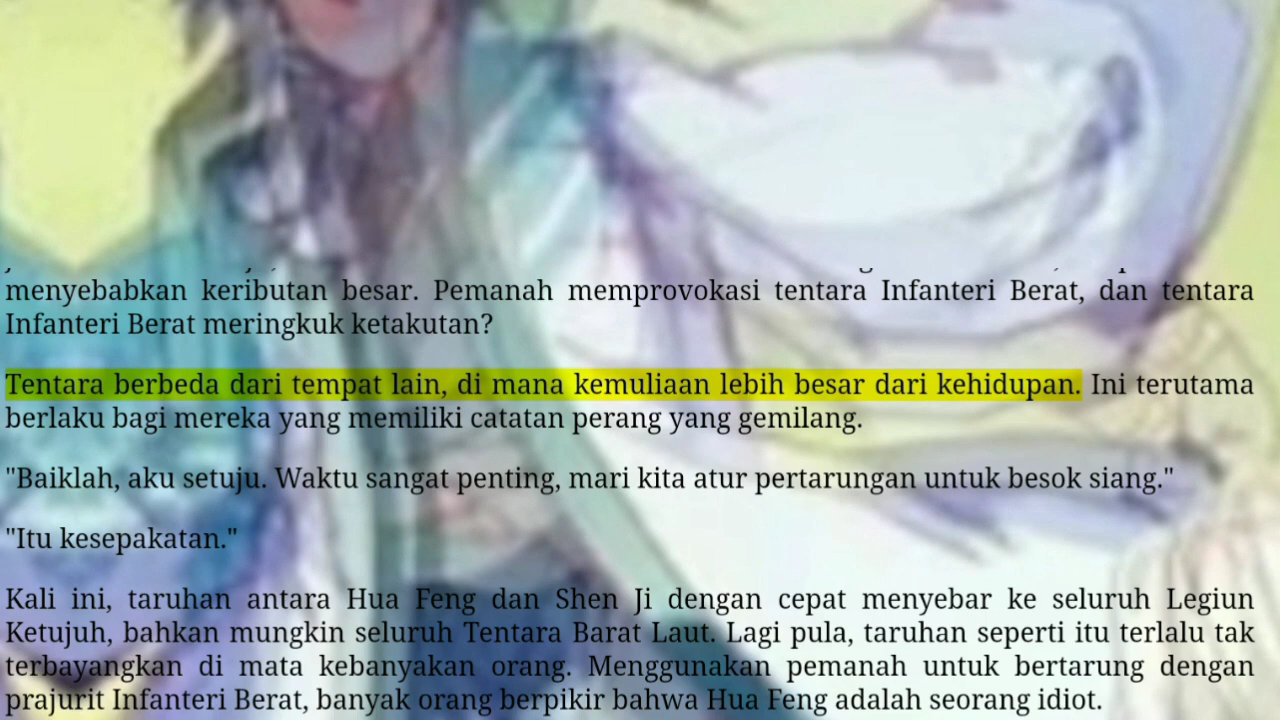 menyebabkan keributan besar. Pemanah memprovokasi tentara Infanteri Berat, dan tentara
Infanteri Berat meringkuk ketakutan?
Tentara berbeda dari tempat lain, di mana kemuliaan lebih besar dari kehidupan. Ini terutama
berlaku bagi mereka yang memiliki catatan perang yang gemilang.
"Baiklah, aku setuju. Waktu sangat penting, mari kita atur pertarungan untuk besok siang."
"Itu kesepakatan."
Kali ini, taruhan antara Hua Feng dan Shen Ji dengan cepat menyebar ke seluruh Legiun
Ketujuh, bahkan mungkin seluruh Tentara Barat Laut. Lagi pula, taruhan seperti itu terlalu tak
terbayangkan di mata kebanyakan orang. Menggunakan pemanah untuk bertarung dengan
prajurit Infanteri Berat, banyak orang berpikir bahwa Hua Feng adalah seorang idiot.